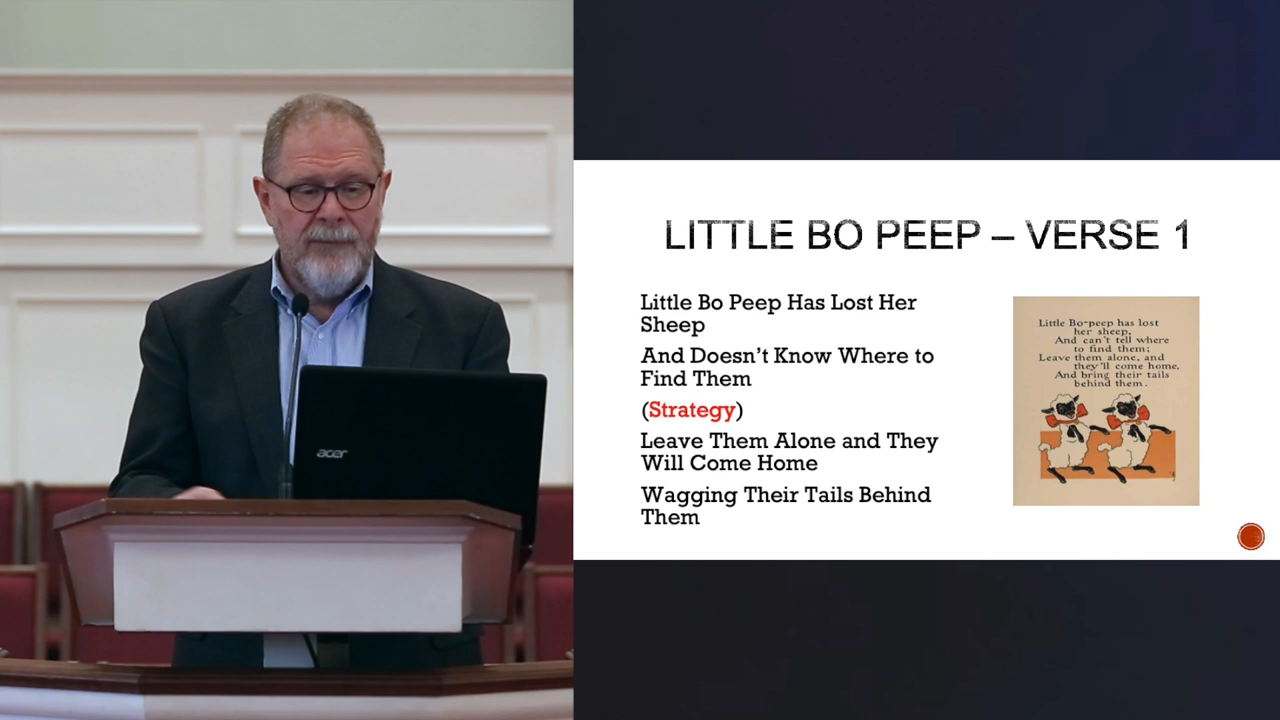 LITTLE BO PEEP – VERSE 1
Little Bo Peep Has Lost Her
Sheep
And Doesn’t Know Where to
Find Them
(Strategy)
Leave Them Alone and They
Will Come Home
Wagging Their Tails Behind
Them
Little Bo-peep has lost
her sheep,
And can't tell where
to find them;
Leave them alone, and
they'll come home,
And bring their tails
behind them.
acer